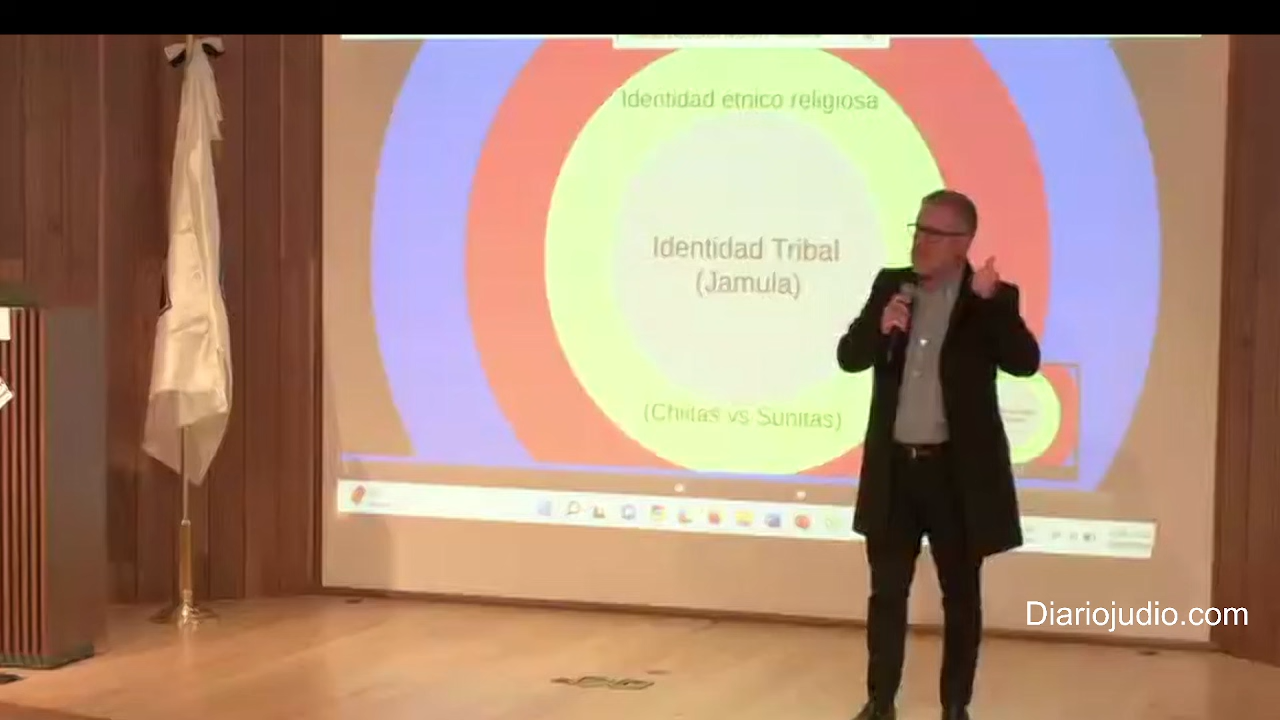 Identidad etnico religiosa
Identidad Tribal
(Jamula)
(Chiitas vs Sunitas)
Diariojudio.com